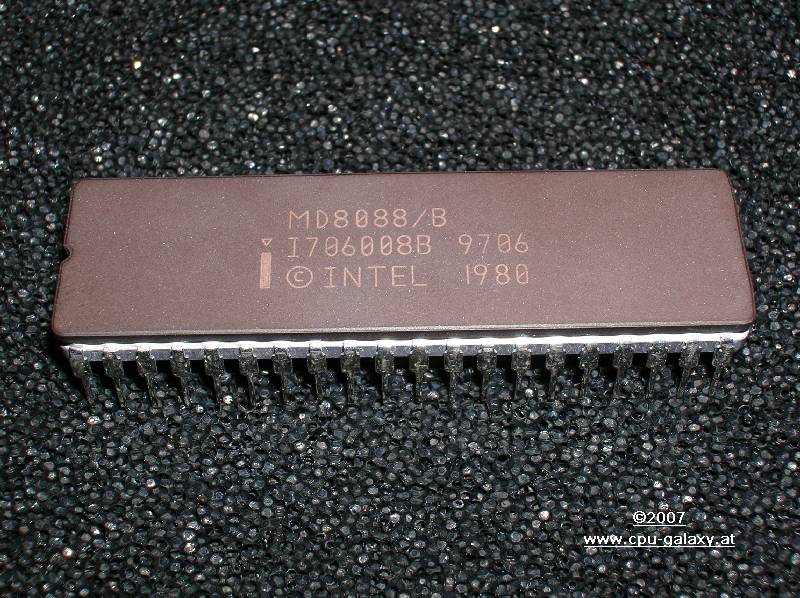 MD8088/B
I706008B 9706
© INTEL 1980
©2007
www.cpu-galaxy.at